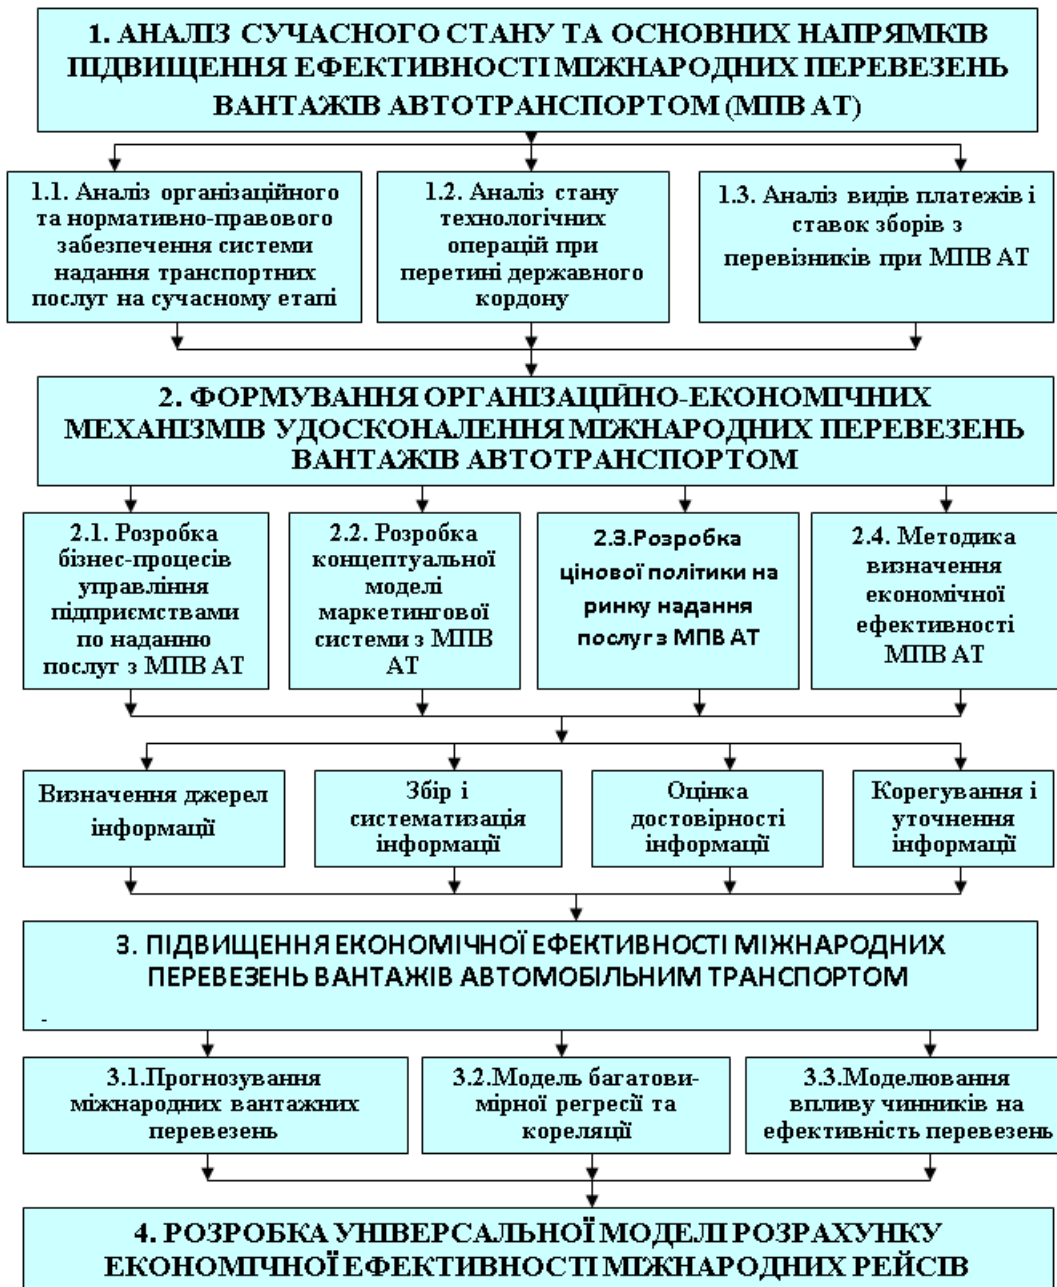 1. АНАЛІЗ СУЧАСНОГО СТАНУ ТА ОСНОВНИХ НАПРЯМКІВ
ПІДВИЩЕННЯ ЕФЕКТИВНОСТІ МІЖНАРОДНИХ ПЕРЕВЕЗЕНЬ
ВАНТАЖІВ АВТОТРАНСПОРТОМ (МПВ АТ)
1.1. Аналіз організаційного
та нормативно-правового
забезпечення системи
надання транспортних
послуг на сучасному етапі
1.2. Аналіз стану
технологічних
операцій при
перетині державного
кордону
1.3. Аналіз видів платежів і
ставок зборів з
перевізників при МПВ АТ
2. ФОРМУВАННЯ ОРГАНІЗАЦІЙНО-ЕКОНОМІЧНИХ
МЕХАНІЗМІВ УДОСКОНАЛЕННЯ МІЖНАРОДНИХ ПЕРЕВЕЗЕНЬ
ВАНТАЖІВ АВТОТРАНСПОРТОМ
2.1. Розробка
бізнес-процесів
управління
підприємствами
по наданню
послуг з МПВ АТ
2.2. Розробка
концептуальної
моделі
маркетингової
системи з МПВ
АТ
2.3.Розробка
цінової політики на
ринку надання
послуг з МПВ АТ
2.4. Методика
визначення
економічної
ефективності
МПВ АТ
Визначення джерел
інформації
Збір і
систематизація
інформації
Оцінка
достовірності
інформації
Корегування і
уточнення
інформації
3. ПІДВИЩЕННЯ ЕКОНОМІЧНОЇ ЕФЕКТИВНОСТІ МІЖНАРОДНИХ
ПЕРЕВЕЗЕНЬ ВАНТАЖІВ АВТОМОБІЛЬНИМ ТРАНСПОРТОМ
-
3.1.Прогнозування
міжнародних вантажних
перевезень
3.2.Модель багатови-
мірної регресії та
кореляції
3.3.Моделювання
впливу чинників на
ефективність перевезень
4. РОЗРОБКА УНІВЕРСАЛЬНОЇ МОДЕЛІ РОЗРАХУНКУ
ЕКОНОМІЧНОЇ ЕФЕКТИВНОСТІ МІЖНАРОДНИХ РЕЙСІВ